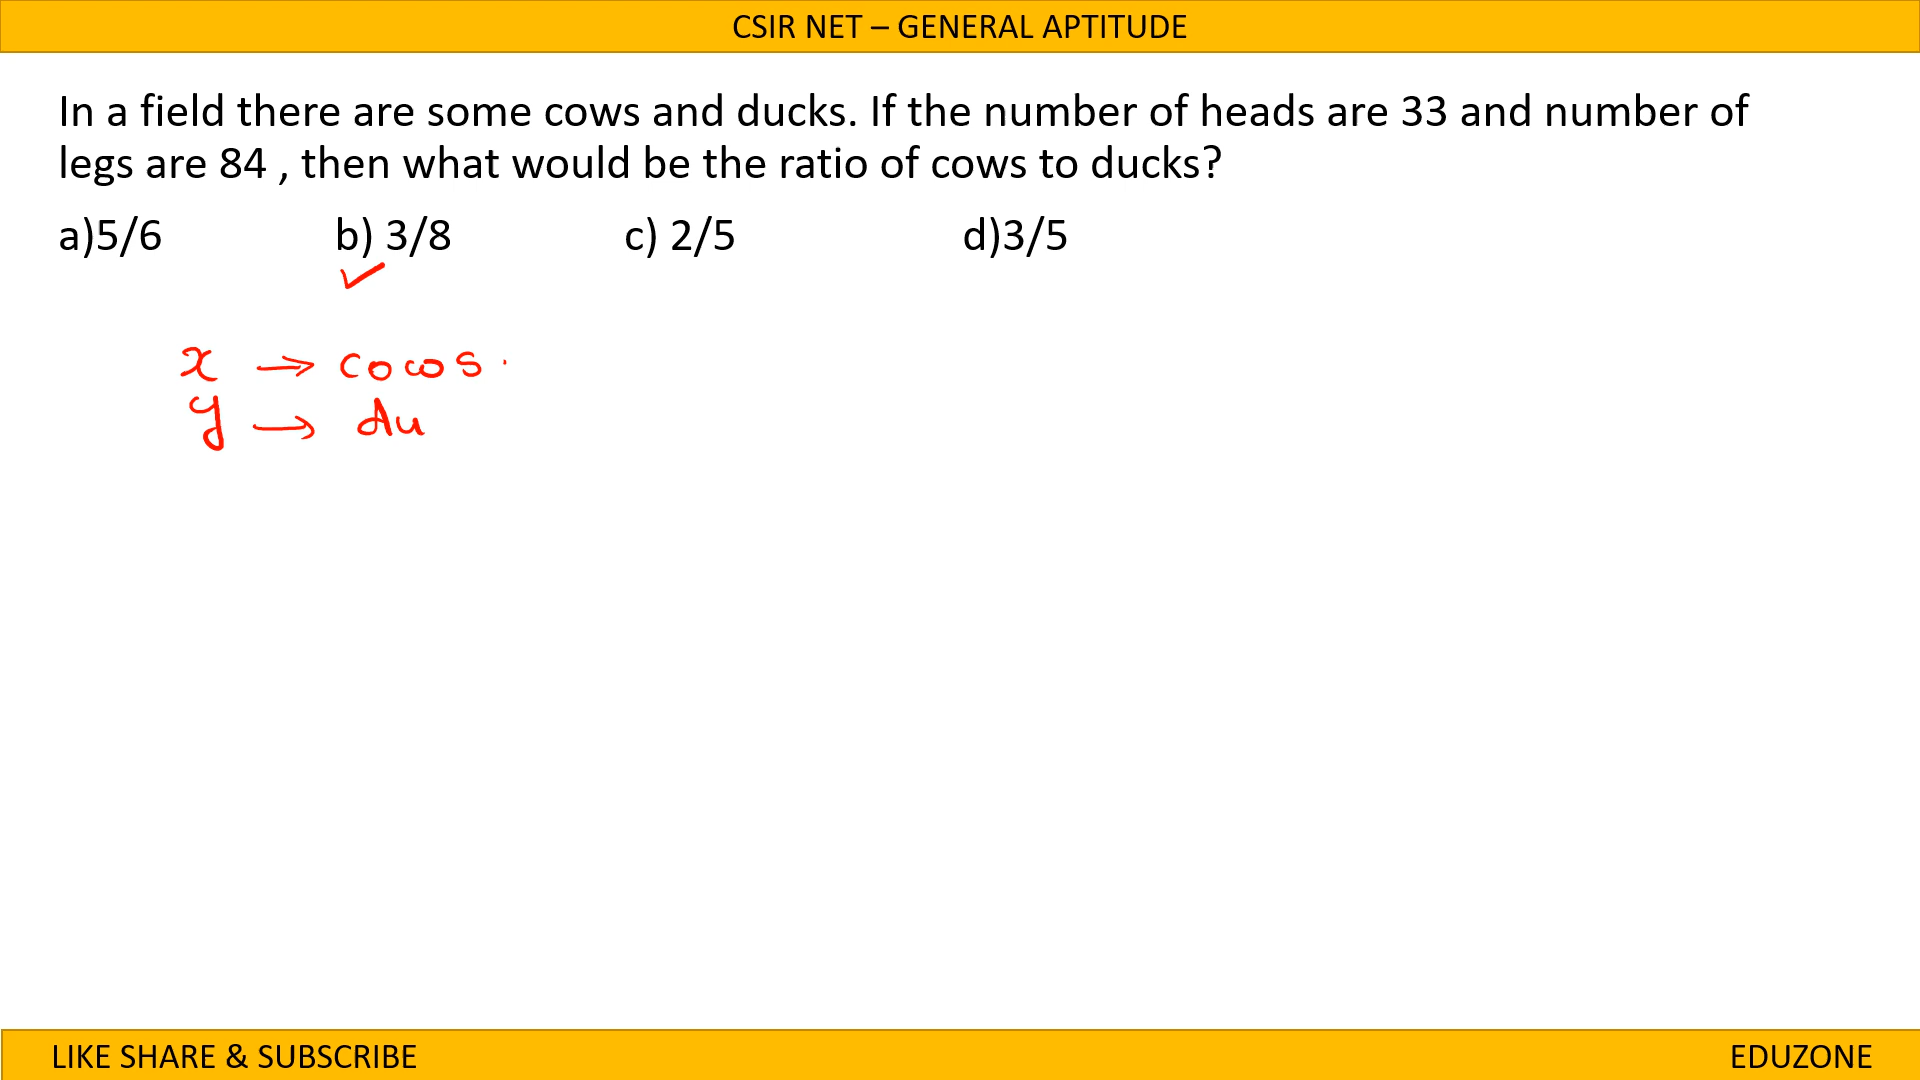 CSIR NET – GENERAL APTITUDE
In a field there are some cows and ducks. If the number of heads are 33 and number of
legs are 84 , then what would be the ratio of cows to ducks?
a)5/6 b) 3/8 c) 2/5 d)3/5
x → cows
y → du
LIKE SHARE & SUBSCRIBE EDUZONE